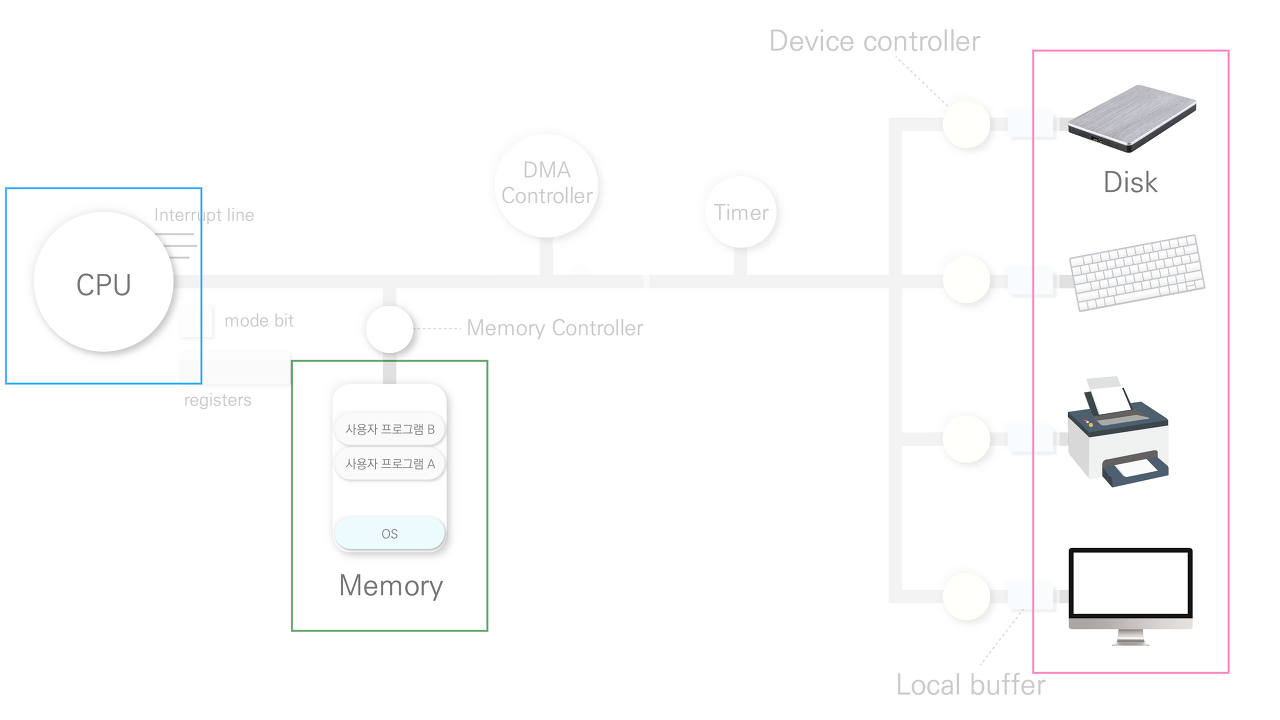 Device controller
Disk
DMA
Controller
Timer
Interrupt line
CPU
mode bit
Memory Controller
registers
사용자 프로그램 B
사용자 프로그램 A
OS
Memory
Local buffer